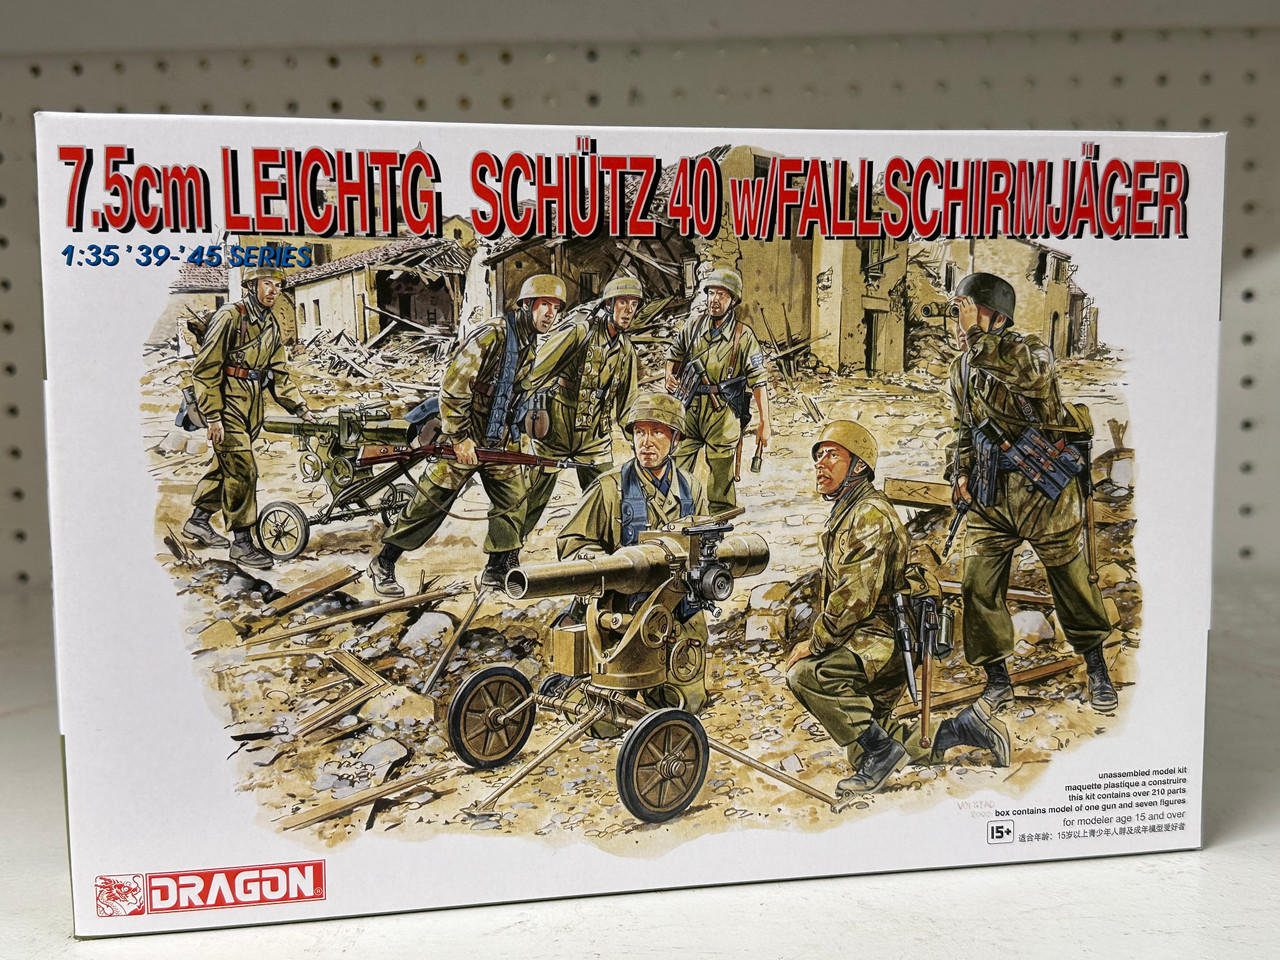 7.5cm LEICHTG SCHÜTZ 40 w/FALLSCHIRMJÄGER
1:35 '39-'45 SERIES
unassembled model kit
maquette plastique a construire
this kit contains over 210 parts
box contains model of one gun and seven figures
for modeler age 15 and over
15+ 适合年龄：15岁以上青少年人群及成年模型爱好者
DRAGON®